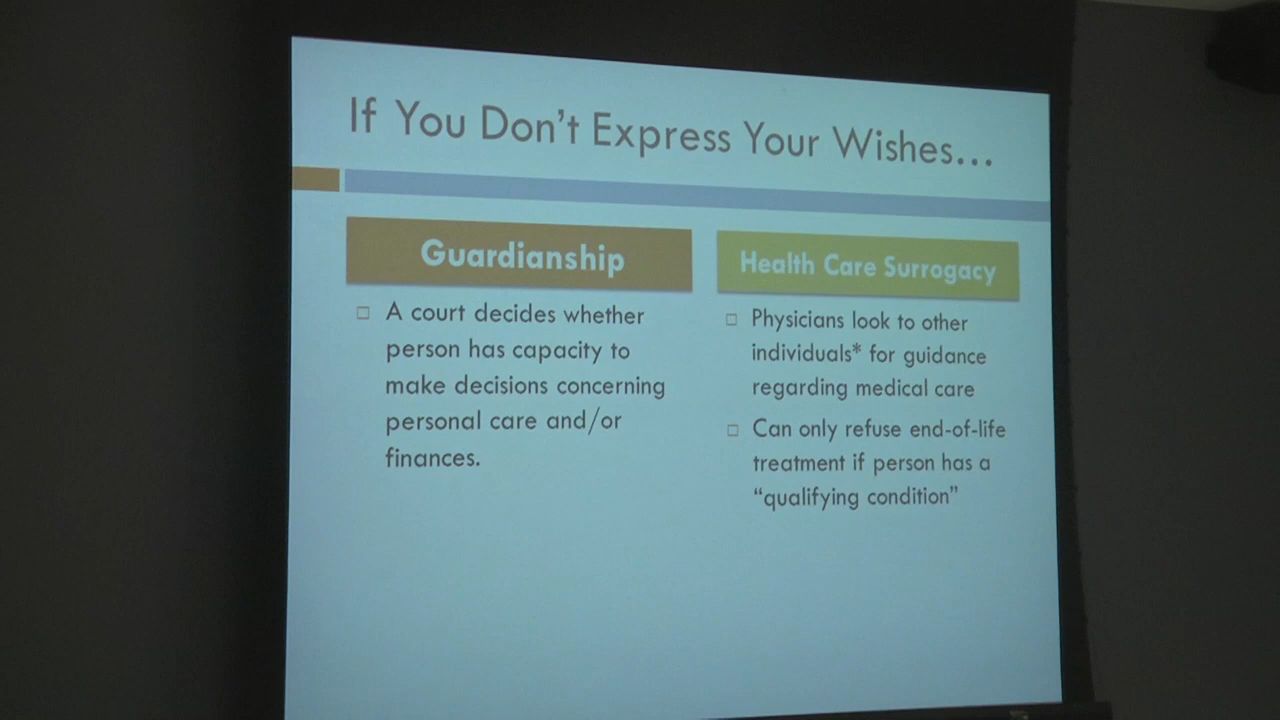 If You Don't Express Your Wishes...
Guardianship
A court decides whether
person has capacity to
make decisions concerning
personal care and/or
finances.
Health Care Surrogacy
Physicians look to other
individuals* for guidance
regarding medical care
Can only refuse end-of-life
treatment if person has a
“qualifying condition”